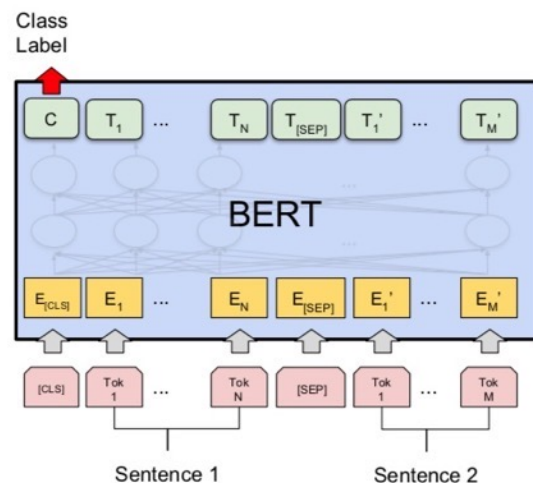 Class
Label
C T1 ... TN T[SEP] T1' ... TM'
...
BERT
...
E[CLS] E1 ... EN E[SEP] E1' ... EM'
[CLS] Tok 1 ... Tok N [SEP] Tok 1 ... Tok M
Sentence 1 Sentence 2